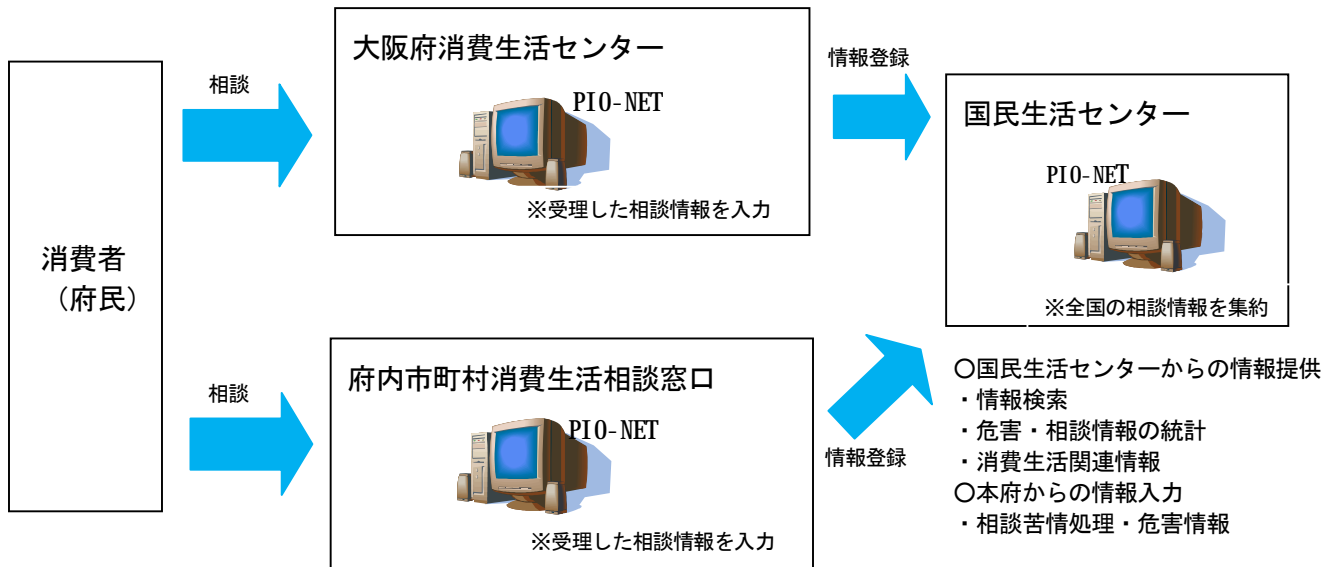 消費者
（府民）
相談
大阪府消費生活センター
PIO-NET
※受理した相談情報を入力
情報登録
国民生活センター
PIO-NET
※全国の相談情報を集約
相談
府内市町村消費生活相談窓口
PIO-NET
※受理した相談情報を入力
情報登録
〇国民生活センターからの情報提供
・情報検索
・危害・相談情報の統計
・消費生活関連情報
〇本府からの情報入力
・相談苦情処理・危害情報